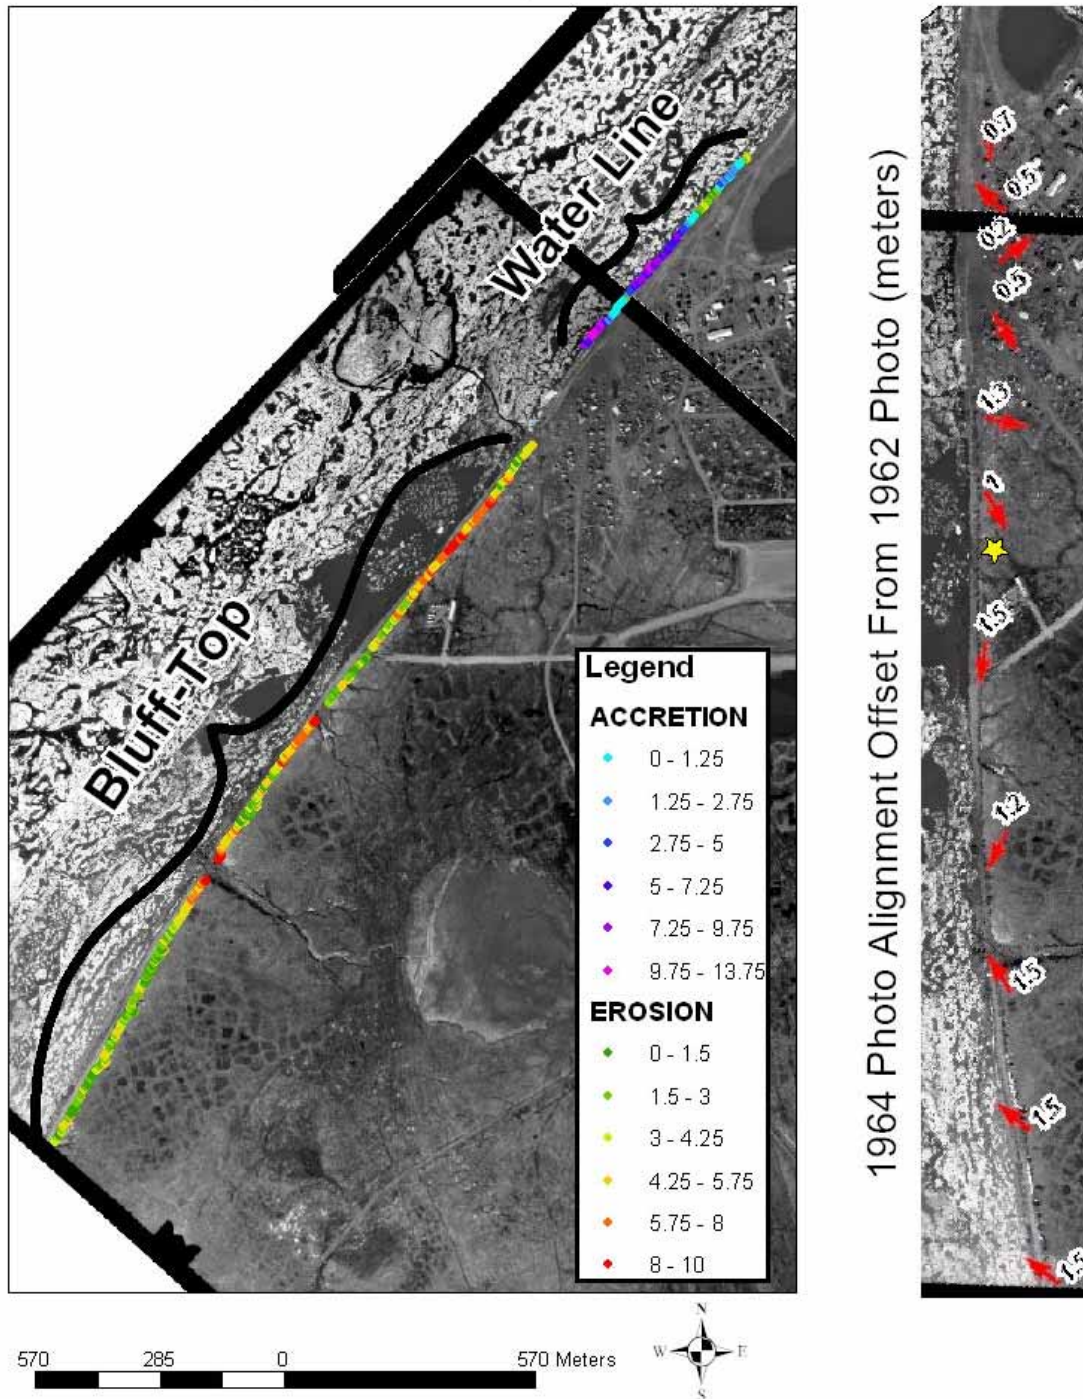 Water Line
Bluff-Top
Legend
ACCRETION
0 - 1.25
1.25 - 2.75
2.75 - 5
5 - 7.25
7.25 - 9.75
9.75 - 13.75
EROSION
0 - 1.5
1.5 - 3
3 - 4.25
4.25 - 5.75
5.75 - 8
8 - 10
570 285 0 570 Meters
N
W E
S
1964 Photo Alignment Offset From 1962 Photo (meters)
0.7
0.5
0.2
0.5
1.3
1
1.5
1.2
1.5
1.5
1.5